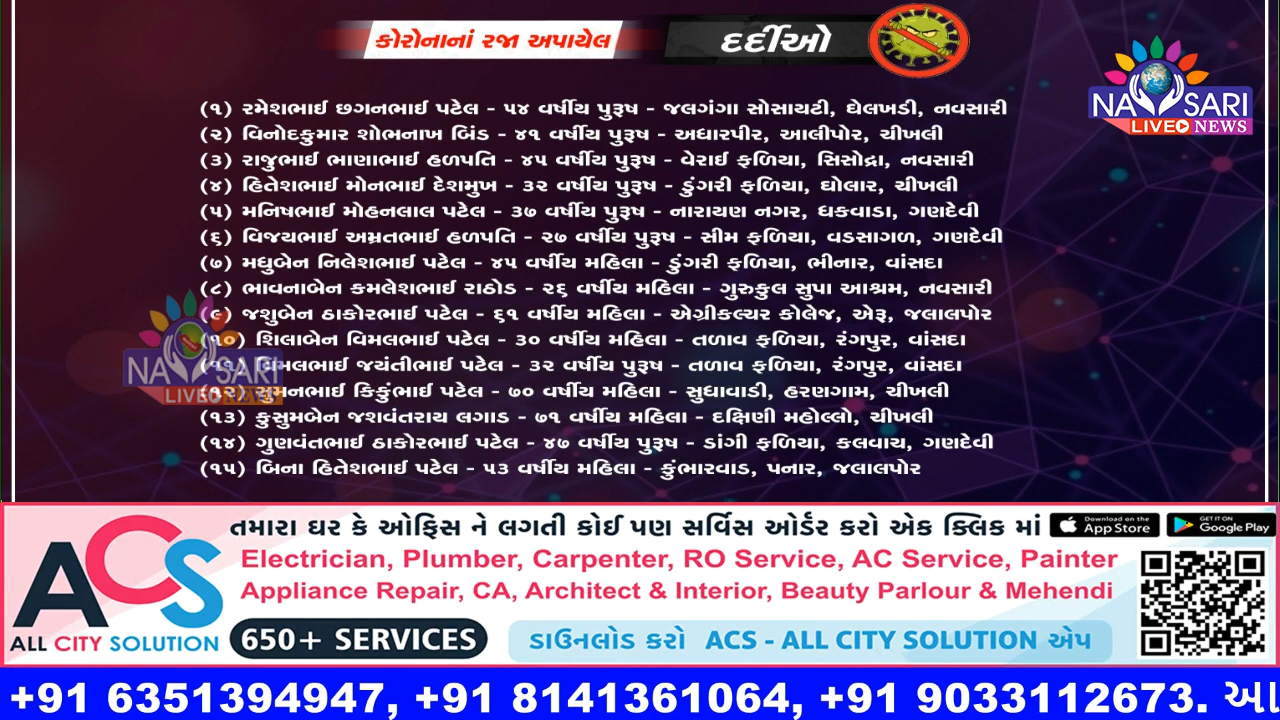 કોરોનાનાં રજા અપાયેલ દર્દીઓ
NAVSARI
LIVE NEWS
(૧) રમેશભાઈ છગનભાઈ પટેલ - ૫૪ વર્ષીય પુરૂષ - જલગંગા સોસાયટી, ઘેલખડી, નવસારી
(૨) વિનોદકુમાર શોભનાખ બિંડ - ૪૧ વર્ષીય પુરૂષ - અધારપીર, આલીપોર, ચીખલી
(૩) રાજુભાઈ ભાણાભાઈ હળપતિ - ૪૫ વર્ષીય પુરૂષ - વેરાઈ ફળિયા, સિસોદ્રા, નવસારી
(૪) હિતેશભાઈ મોનભાઈ દેશમુખ - ૩૨ વર્ષીય પુરૂષ - ડુંગરી ફળિયા, ઘોલાર, ચીખલી
(૫) મનિષભાઈ મોહનલાલ પટેલ - ૩૭ વર્ષીય પુરૂષ - નારાયણ નગર, ધકવાડા, ગણદેવી
(૬) વિજયભાઈ અમ્રતભાઈ હળપતિ - ૨૭ વર્ષીય પુરૂષ - સીમ ફળિયા, વડસાગળ, ગણદેવી
(૭) મધુબેન નિલેશભાઈ પટેલ - ૪૫ વર્ષીય મહિલા - ડુંગરી ફળિયા, ભીનાર, વાંસદા
(૮) ભાવનાબેન કમલેશભાઈ રાઠોડ - ૨૬ વર્ષીય મહિલા - ગુરુકુલ સુપા આશ્રમ, નવસારી
(૯) જશુબેન ઠાકોરભાઈ પટેલ - ૬૧ વર્ષીય મહિલા - એગ્રીકલ્ચર કોલેજ, એરૂ, જલાલપોર
(૧૦) શિલાબેન વિમલભાઈ પટેલ - ૩૦ વર્ષીય મહિલા - તળાવ ફળિયા, રંગપુર, વાંસદા
(૧૧) વિમલભાઈ જયંતીભાઈ પટેલ - ૩૨ વર્ષીય પુરૂષ - તળાવ ફળિયા, રંગપુર, વાંસદા
(૧૨) સુમનભાઈ કિકુંભાઈ પટેલ - ૭૦ વર્ષીય મહિલા - સુધાવાડી, હરણગામ, ચીખલી
(૧૩) કુસુમબેન જશવંતરાય લગાડ - ૭૧ વર્ષીય મહિલા - દક્ષિણી મહોલ્લો, ચીખલી
(૧૪) ગુણવંતભાઈ ઠાકોરભાઈ પટેલ - ૪૭ વર્ષીય પુરૂષ - ડાંગી ફળિયા, કલવાચ, ગણદેવી
(૧૫) બિના હિતેશભાઈ પટેલ - ૫૩ વર્ષીય મહિલા - કુંભારવાડ, પનાર, જલાલપોર
NAVSARI
LIVE NEWS
ACS
ALL CITY SOLUTION
તમારા ઘર કે ઓફિસ ને લગતી કોઈ પણ સર્વિસ ઓર્ડર કરો એક ક્લિક માં
Download on the App Store
GET IT ON Google Play
Electrician, Plumber, Carpenter, RO Service, AC Service, Painter
Appliance Repair, CA, Architect & Interior, Beauty Parlour & Mehendi
650+ SERVICES
ડાઉનલોડ કરો ACS - ALL CITY SOLUTION એપ
+91 6351394947, +91 8141361064, +91 9033112673. આ